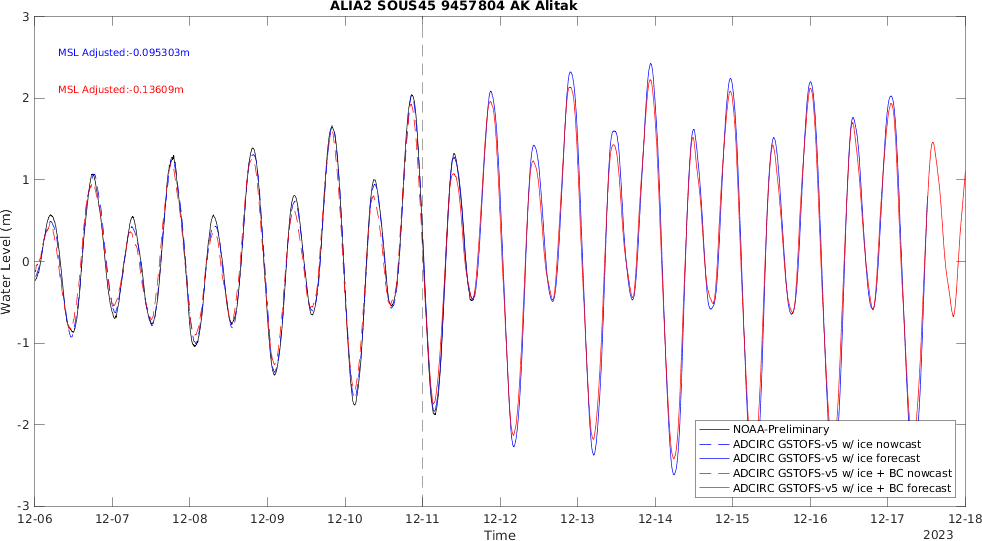 ALIA2 SOUS45 9457804 AK Alitak
MSL Adjusted:-0.095303m
MSL Adjusted:-0.13609m
3
2
1
0
-1
-2
-3
Water Level (m)
NOAA-Preliminary
ADCIRC GSTOFS-v5 w/ ice nowcast
ADCIRC GSTOFS-v5 w/ ice forecast
ADCIRC GSTOFS-v5 w/ ice + BC nowcast
ADCIRC GSTOFS-v5 w/ ice + BC forecast
12-06 12-07 12-08 12-09 12-10 12-11 12-12 12-13 12-14 12-15 12-16 12-17 12-18
Time
2023